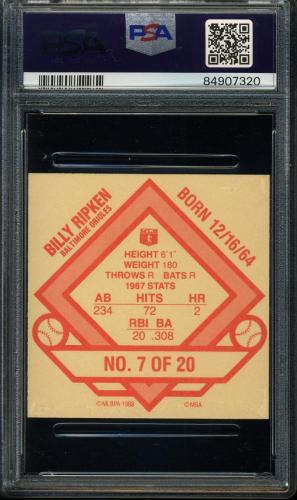 PSA
84907320
BILLY RIPKEN
BALTIMORE ORIOLES
BORN 12/16/64
HEIGHT 6'1"
WEIGHT 180
THROWS R BATS R
1987 STATS
AB HITS HR
234 72 2
RBI BA
20 .308
NO. 7 OF 20
©MLBPA 1988 ©MSA